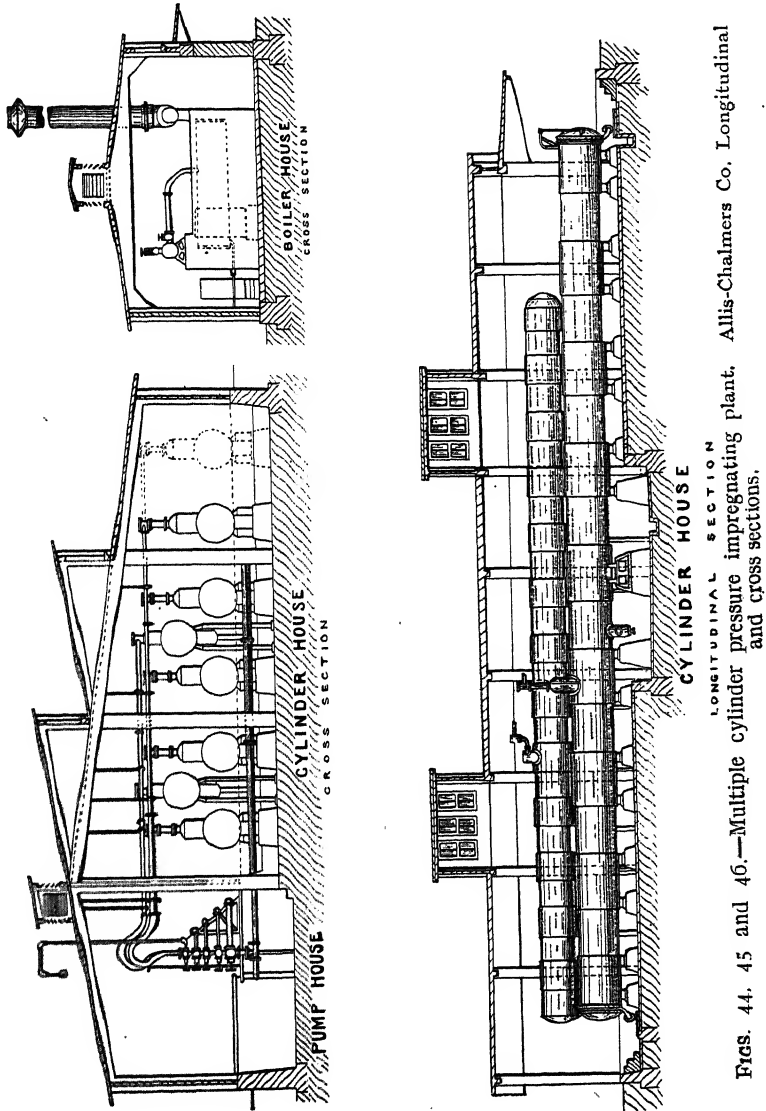 BOILER HOUSE
CROSS SECTION
PUMP HOUSE
CYLINDER HOUSE
CROSS SECTION
CYLINDER HOUSE
LONGITUDINAL SECTION
FIGS. 44, 45 and 46.—Multiple cylinder pressure impregnating plant. Allis-Chalmers Co. Longitudinal
and cross sections.